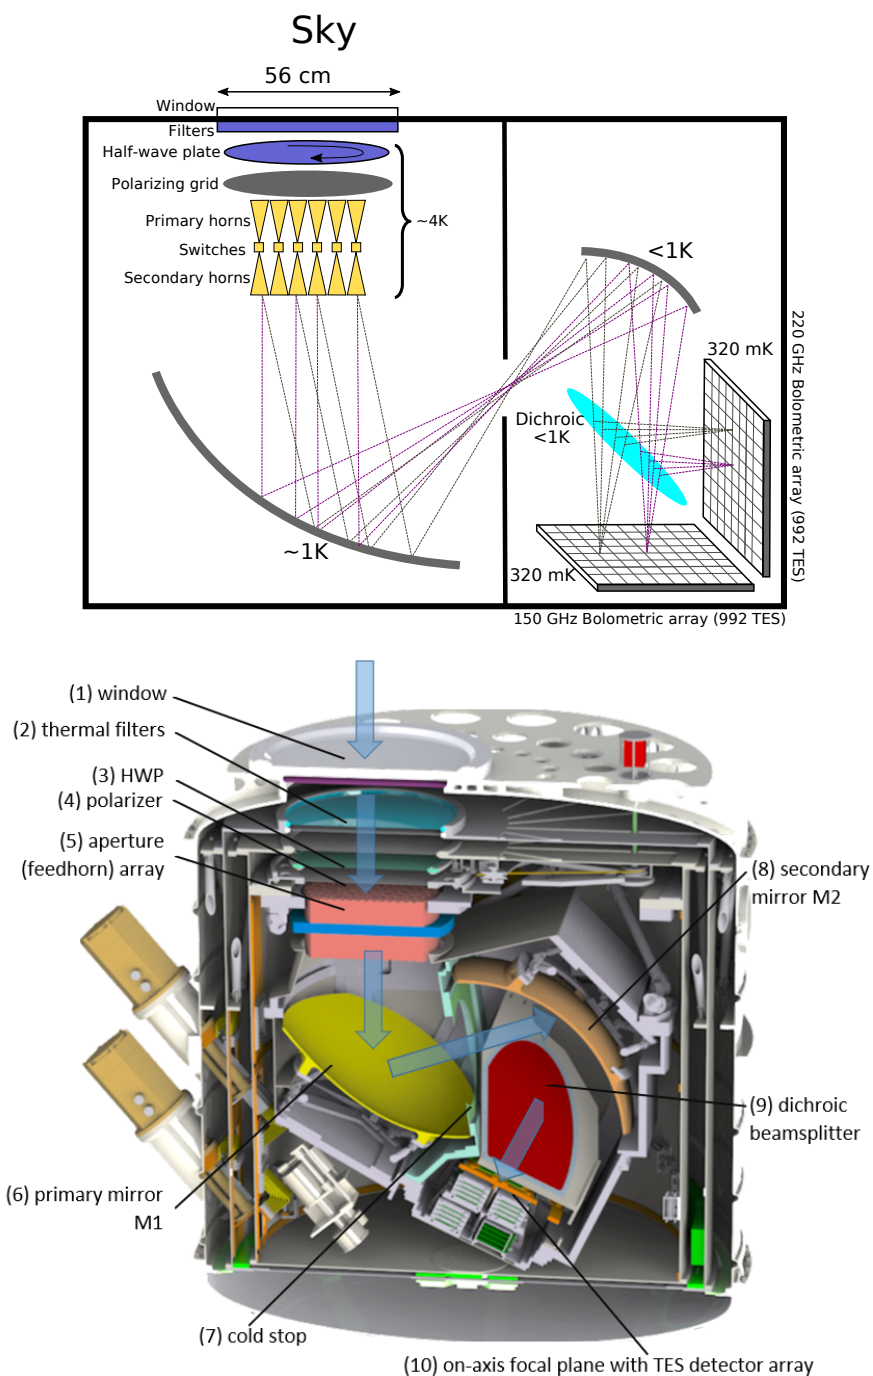 Sky
56 cm
Window
Filters
Half-wave plate
Polarizing grid
~4K
Primary horns
Switches
Secondary horns
<1K
320 mK
220 GHz Bolometric array (992 TES)
Dichroic
<1K
~1K
320 mK
150 GHz Bolometric array (992 TES)
(1) window
(2) thermal filters
(3) HWP
(4) polarizer
(5) aperture
(feedhorn) array
(8) secondary
mirror M2
(9) dichroic
beamsplitter
(6) primary mirror
M1
(7) cold stop
(10) on-axis focal plane with TES detector array